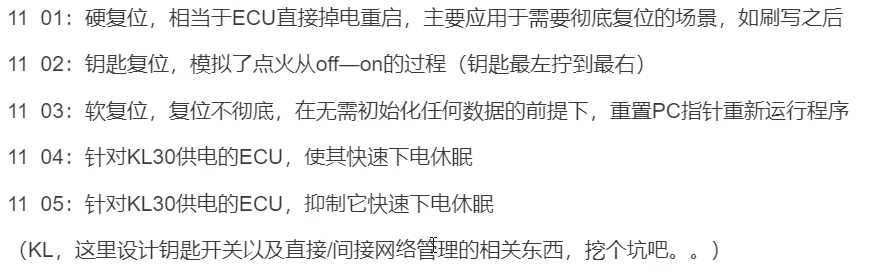 11 01：硬复位，相当于ECU直接掉电重启，主要应用于需要彻底复位的场景，如刷写之后
11 02：钥匙复位，模拟了点火从off—on的过程（钥匙最左拧到最右）
11 03：软复位，复位不彻底，在无需初始化任何数据的前提下，重置PC指针重新运行程序
11 04：针对KL30供电的ECU，使其快速下电休眠
11 05：针对KL30供电的ECU，抑制它快速下电休眠
（KL，这里设计钥匙开关以及直接/间接网络管理的相关东西，挖个坑吧。。）